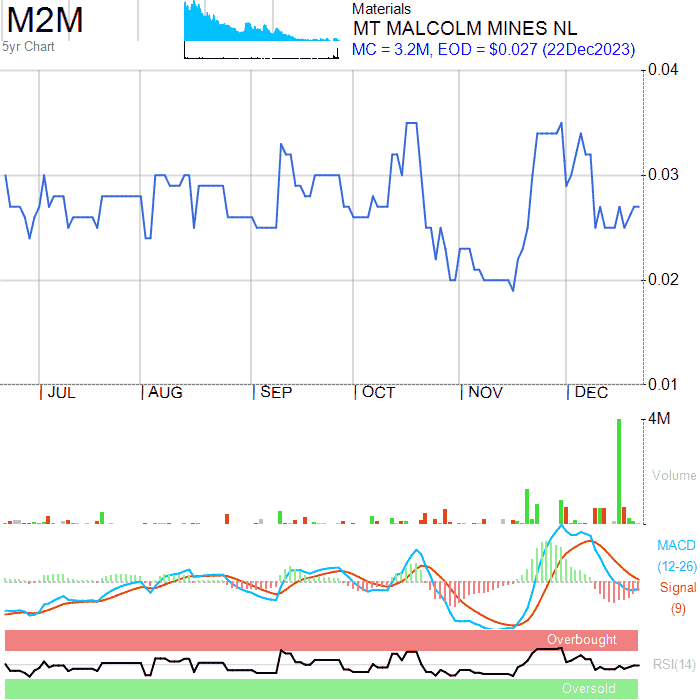 M2M
5yr Chart
Materials
MT MALCOLM MINES NL
MC = 3.2M, EOD = $0.027 (22Dec2023)
0.04
0.03
0.02
0.01
JUL AUG SEP OCT NOV DEC
4M
Volume
MACD
(12-26)
Signal
(9)
Overbought
RSI(14)
Oversold